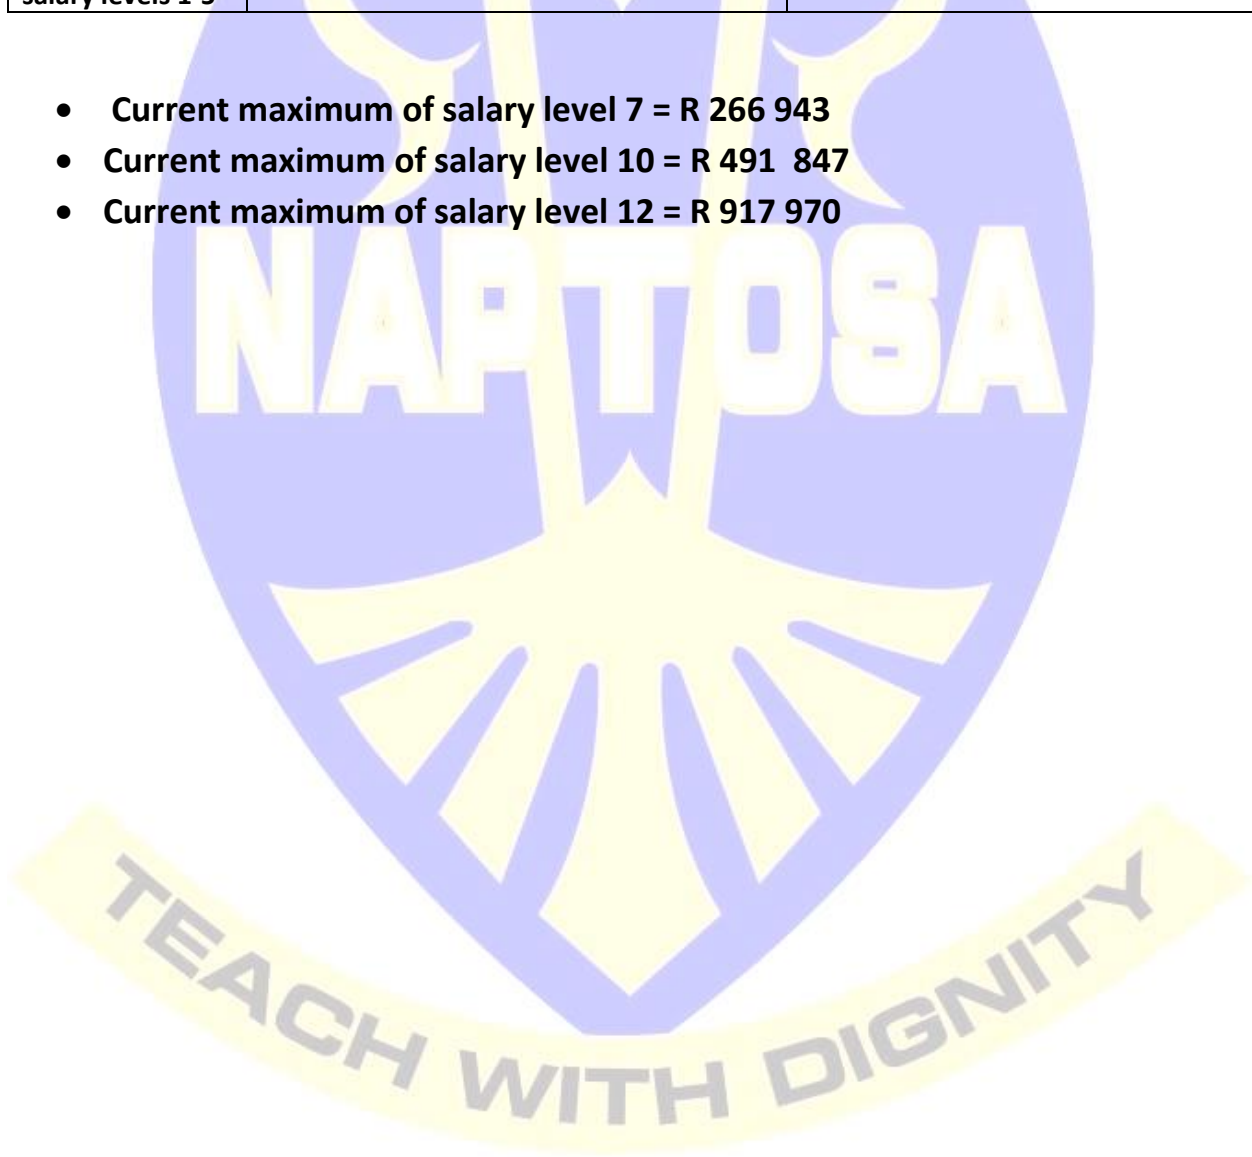 salary levels 1-5
• Current maximum of salary level 7 = R 266 943
• Current maximum of salary level 10 = R 491  847
• Current maximum of salary level 12 = R 917 970
NAPTOSA
TEACH WITH DIGNITY